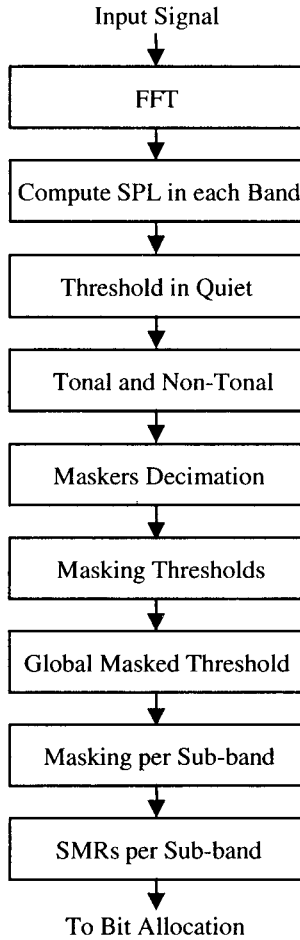 Input Signal
FFT
Compute SPL in each Band
Threshold in Quiet
Tonal and Non-Tonal
Maskers Decimation
Masking Thresholds
Global Masked Threshold
Masking per Sub-band
SMRs per Sub-band
To Bit Allocation